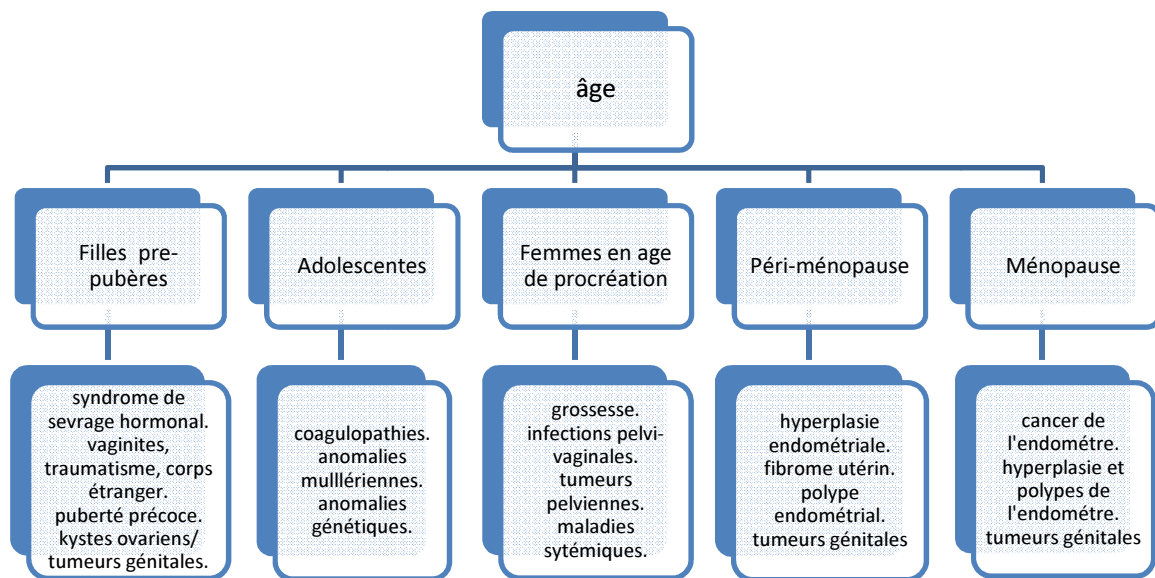 âge
Filles pre-
pubères
Adolescentes
Femmes en age
de procréation
Péri-ménopause
Ménopause
syndrome de
sevrage hormonal.
vaginites,
traumatisme, corps
étranger.
puberté précoce.
kystes ovariens/
tumeurs génitales.
coagulopathies.
anomalies
mulllériennes.
anomalies
génétiques.
grossesse.
infections pelvi-
vaginales.
tumeurs
pelviennes.
maladies
sytémiques.
hyperplasie
endométriale.
fibrome utérin.
polype
endométrial.
tumeurs génitales
cancer de
l'endométre.
hyperplasie et
polypes de
l'endométre.
tumeurs génitales